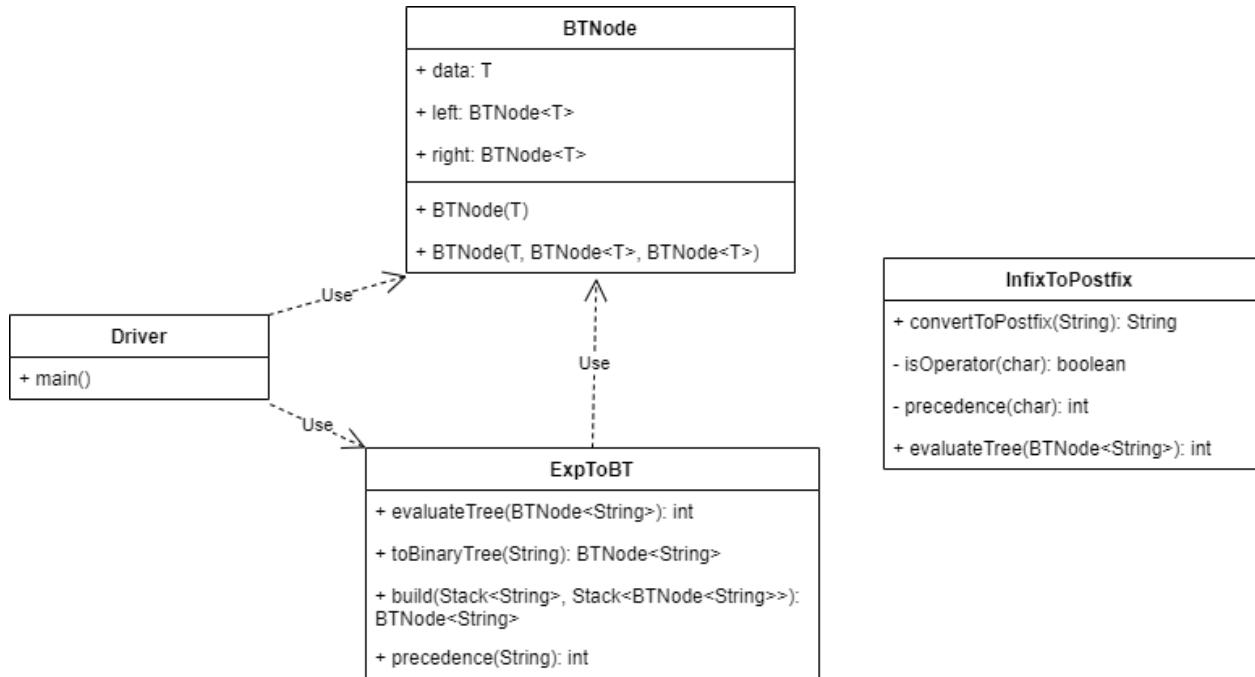 BTNode
+ data: T
+ left: BTNode<T>
+ right: BTNode<T>
+ BTNode(T)
+ BTNode(T, BTNode<T>, BTNode<T>)
Use
Driver
+ main()
Use
Use
InfixToPostfix
+ convertToPostfix(String): String
- isOperator(char): boolean
- precedence(char): int
+ evaluateTree(BTNode<String>): int
ExpToBT
+ evaluateTree(BTNode<String>): int
+ toBinaryTree(String): BTNode<String>
+ build(Stack<String>, Stack<BTNode<String>>):
BTNode<String>
+ precedence(String): int